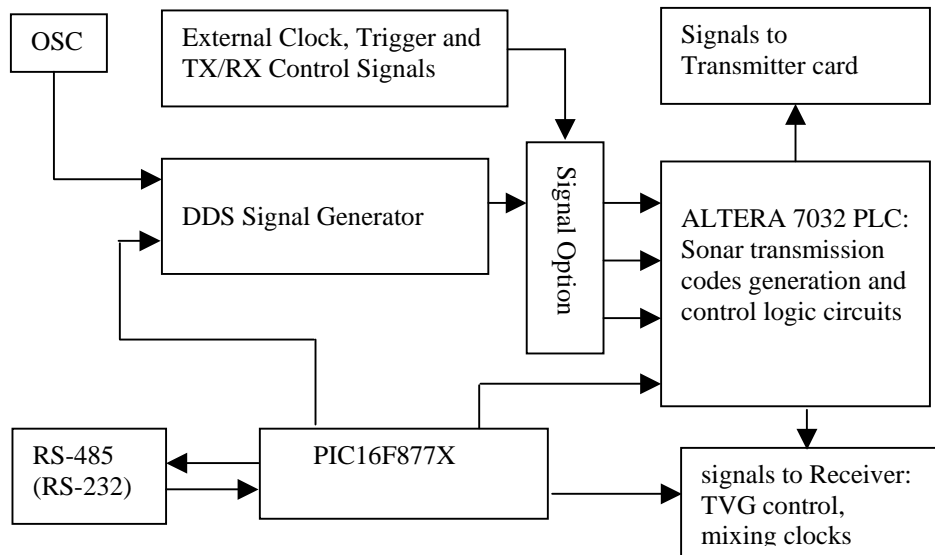 OSC
External Clock, Trigger and
TX/RX Control Signals
Signals to
Transmitter card
DDS Signal Generator
Signal Option
ALTERA 7032 PLC:
Sonar transmission
codes generation and
control logic circuits
RS-485
(RS-232)
PIC16F877X
signals to Receiver:
TVG control,
mixing clocks